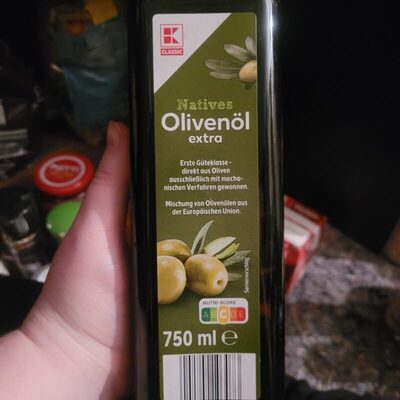 K
CLASSIC
Natives
Olivenöl
extra
Erste Güteklasse -
direkt aus Oliven
ausschließlich mit mecha-
nischen Verfahren gewonnen.
Mischung von Olivenölen aus
der Europäischen Union.
Serviervorschlag
NUTRI-SCORE
A B C D E
750 ml e